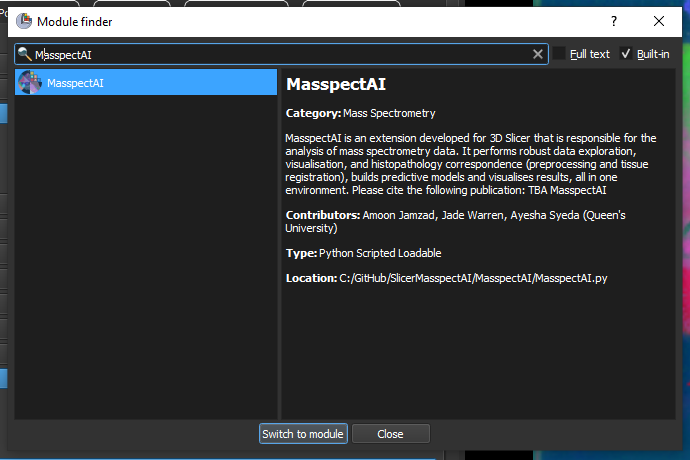 Po
Module finder
MasspectAI
Full text
Built-in
MasspectAI
MasspectAI
Category: Mass Spectrometry
MasspectAI is an extension developed for 3D Slicer that is responsible for the
analysis of mass spectrometry data. It performs robust data exploration,
visualisation, and histopathology correspondence (preprocessing and tissue
registration), builds predictive models and visualises results, all in one
environment. Please cite the following publication: TBA MasspectAI
Contributors: Amoon Jamzad, Jade Warren, Ayesha Syeda (Queen's
University)
Type: Python Scripted Loadable
Location: C:/GitHub/SlicerMasspectAI/MasspectAI/MasspectAI.py
Switch to module
Close